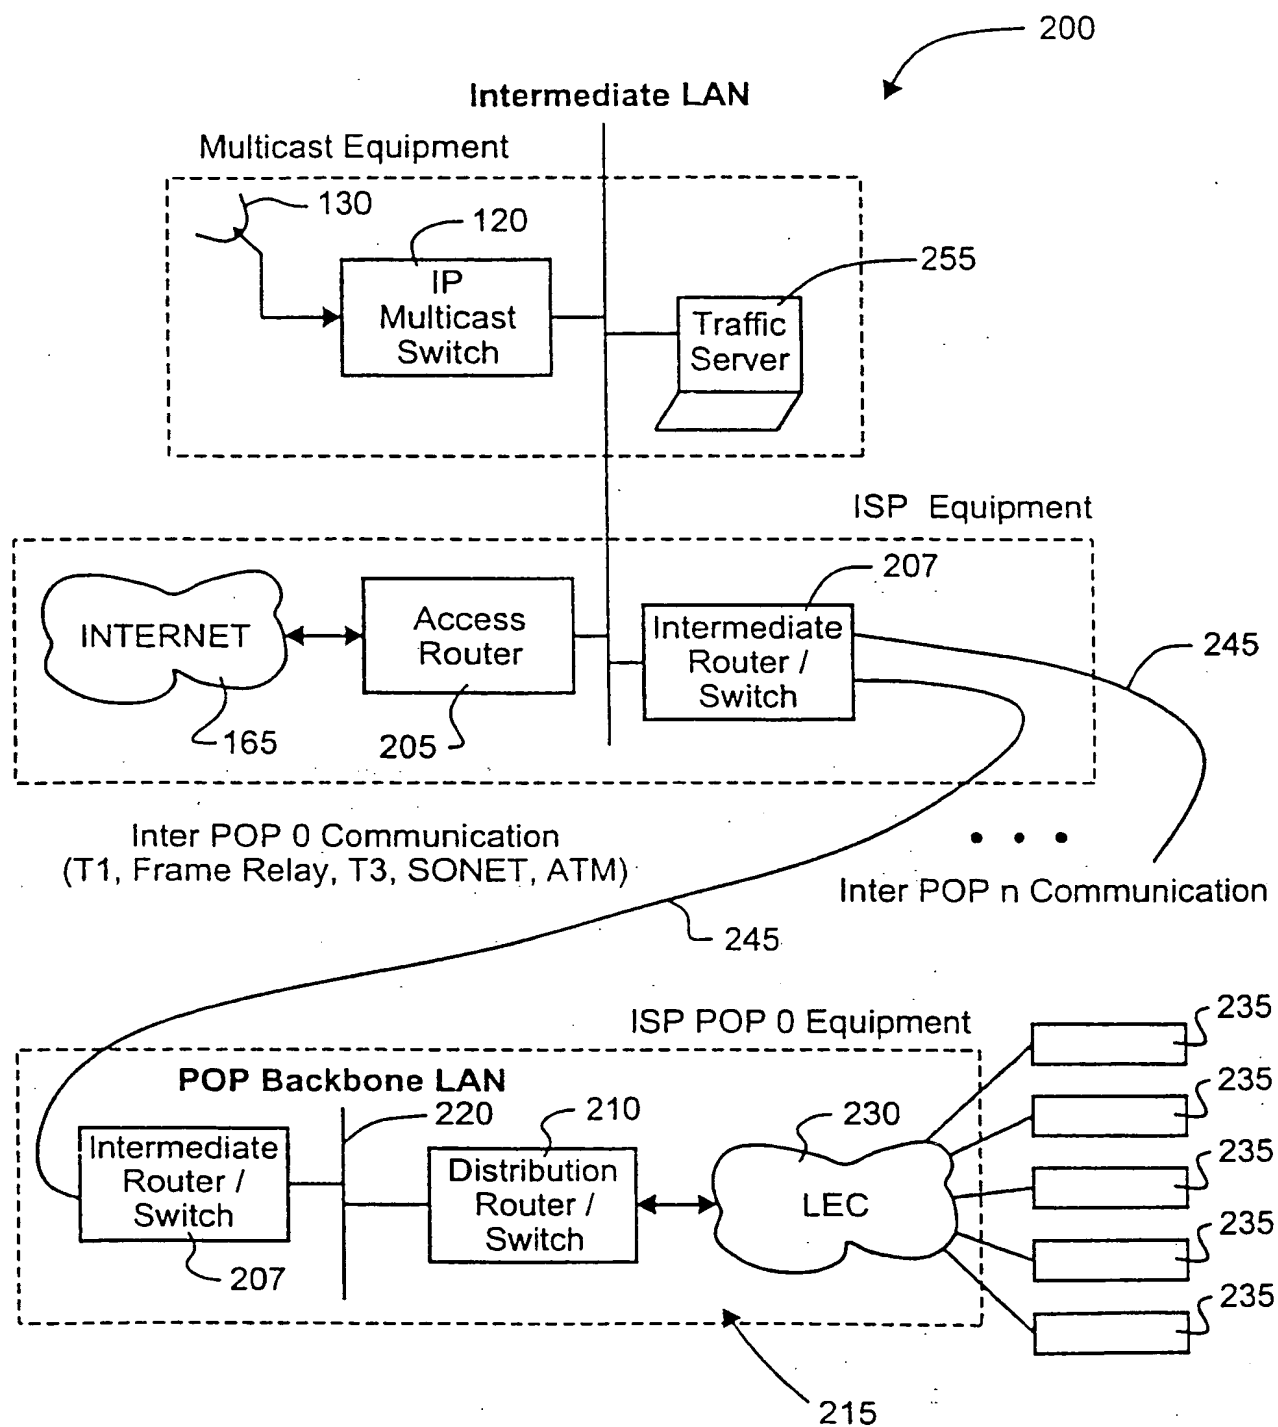 200
Intermediate LAN
Multicast Equipment
130
120
255
IP
Multicast
Switch
Traffic
Server
ISP Equipment
207
INTERNET
Access
Router
Intermediate
Router /
Switch
245
165
205
Inter POP 0 Communication
(T1, Frame Relay, T3, SONET, ATM)
Inter POP n Communication
245
ISP POP 0 Equipment
235
POP Backbone LAN
220
210
230
235
Intermediate
Router /
Switch
Distribution
Router /
Switch
LEC
235
235
207
235
215